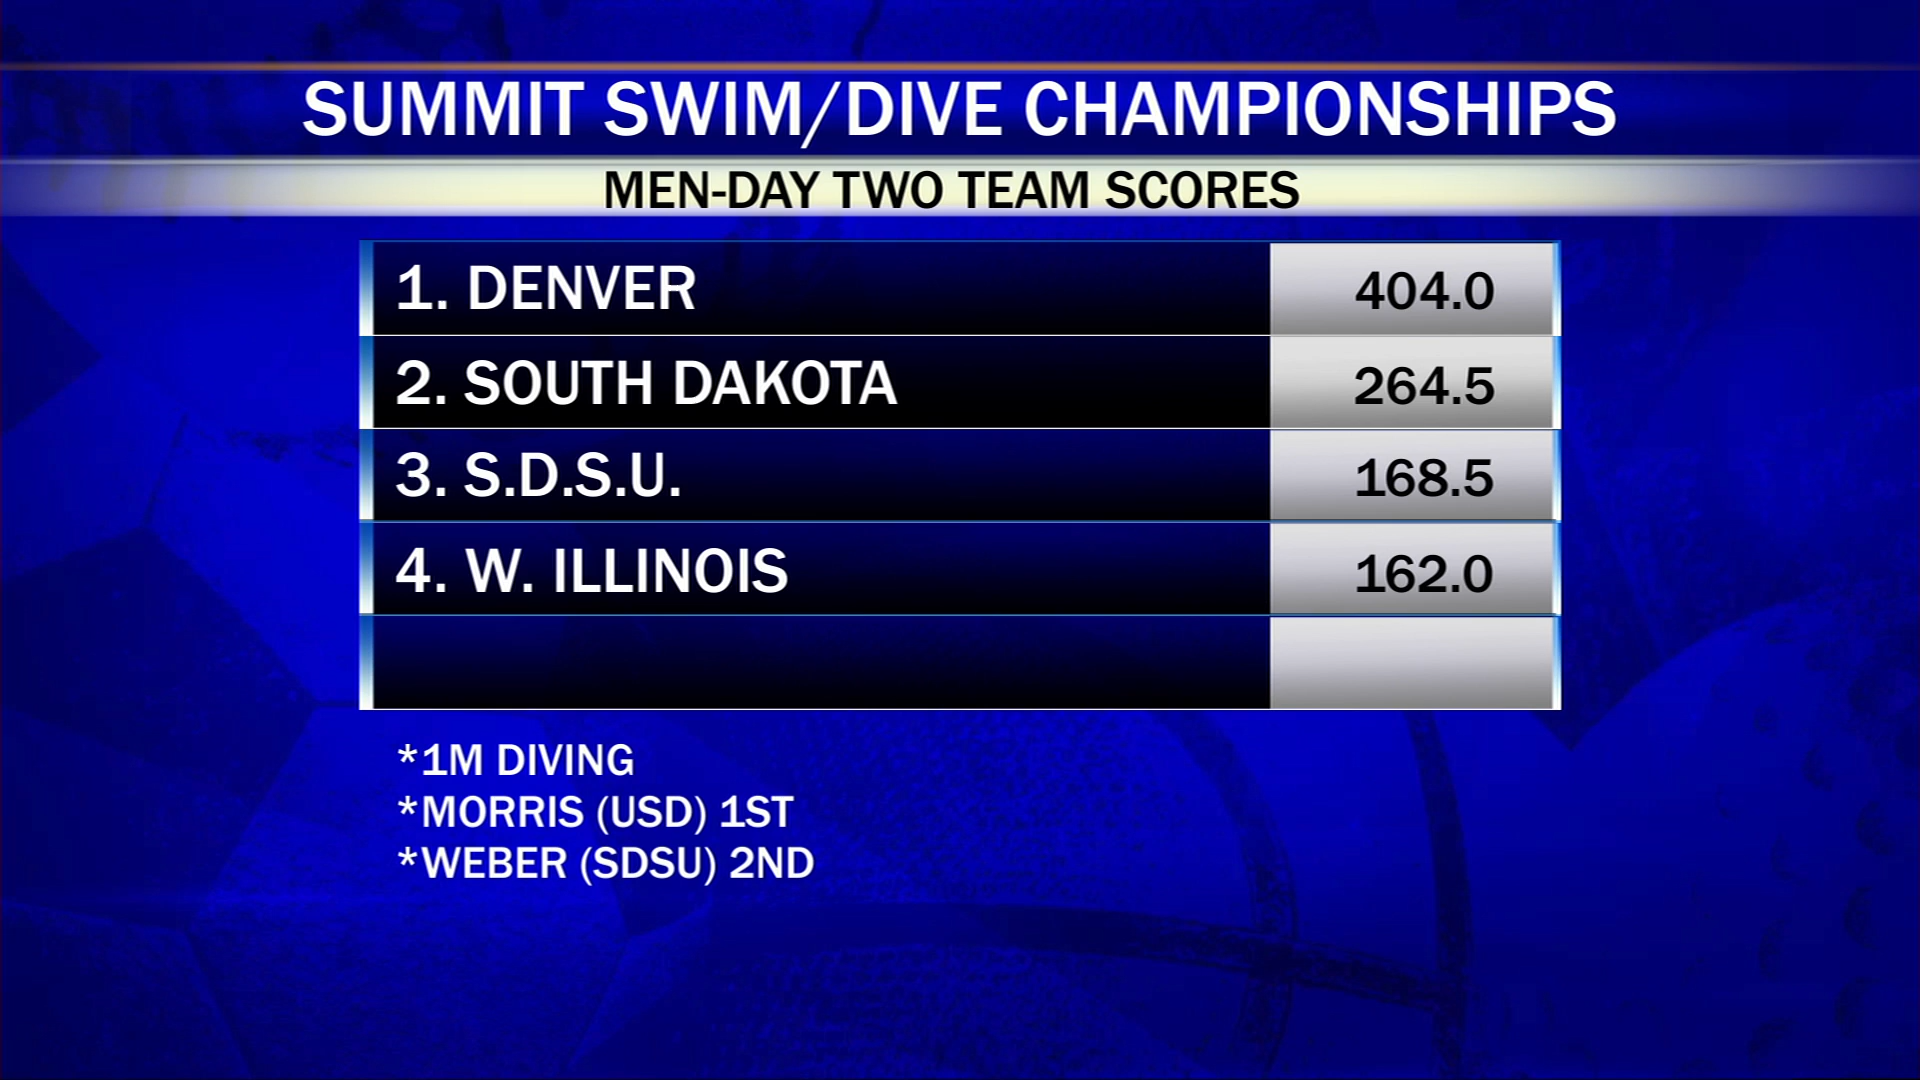 SUMMIT SWIM/DIVE CHAMPIONSHIPS
MEN-DAY TWO TEAM SCORES
1. DENVER 404.0
2. SOUTH DAKOTA 264.5
3. S.D.S.U. 168.5
4. W. ILLINOIS 162.0
*1M DIVING
*MORRIS (USD) 1ST
*WEBER (SDSU) 2ND